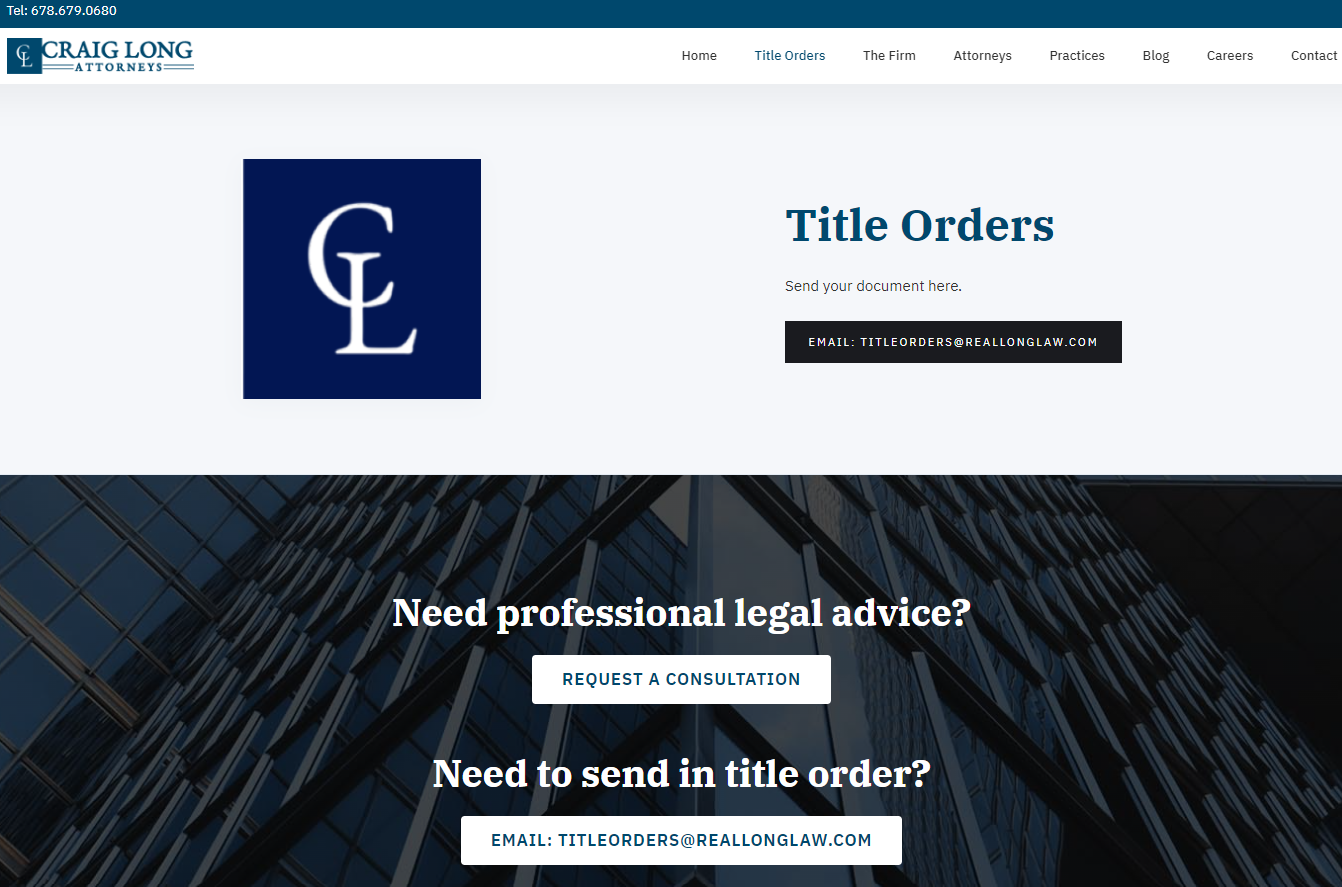 Tel: 678.679.0680
CL CRAIG LONG
ATTORNEYS
Home Title Orders The Firm Attorneys Practices Blog Careers Contact
CL
Title Orders
Send your document here.
EMAIL: TITLEORDERS@REALLONGLAW.COM
Need professional legal advice?
REQUEST A CONSULTATION
Need to send in title order?
EMAIL: TITLEORDERS@REALLONGLAW.COM